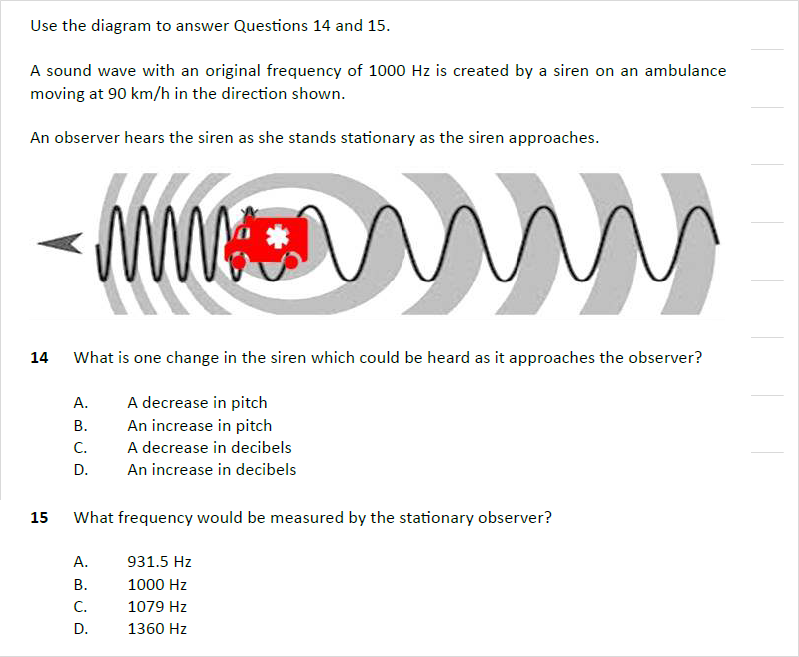 Use the diagram to answer Questions 14 and 15.
A sound wave with an original frequency of 1000 Hz is created by a siren on an ambulance
moving at 90 km/h in the direction shown.
An observer hears the siren as she stands stationary as the siren approaches.
14 What is one change in the siren which could be heard as it approaches the observer?
A. A decrease in pitch
B. An increase in pitch
C. A decrease in decibels
D. An increase in decibels
15 What frequency would be measured by the stationary observer?
A. 931.5 Hz
B. 1000 Hz
C. 1079 Hz
D. 1360 Hz